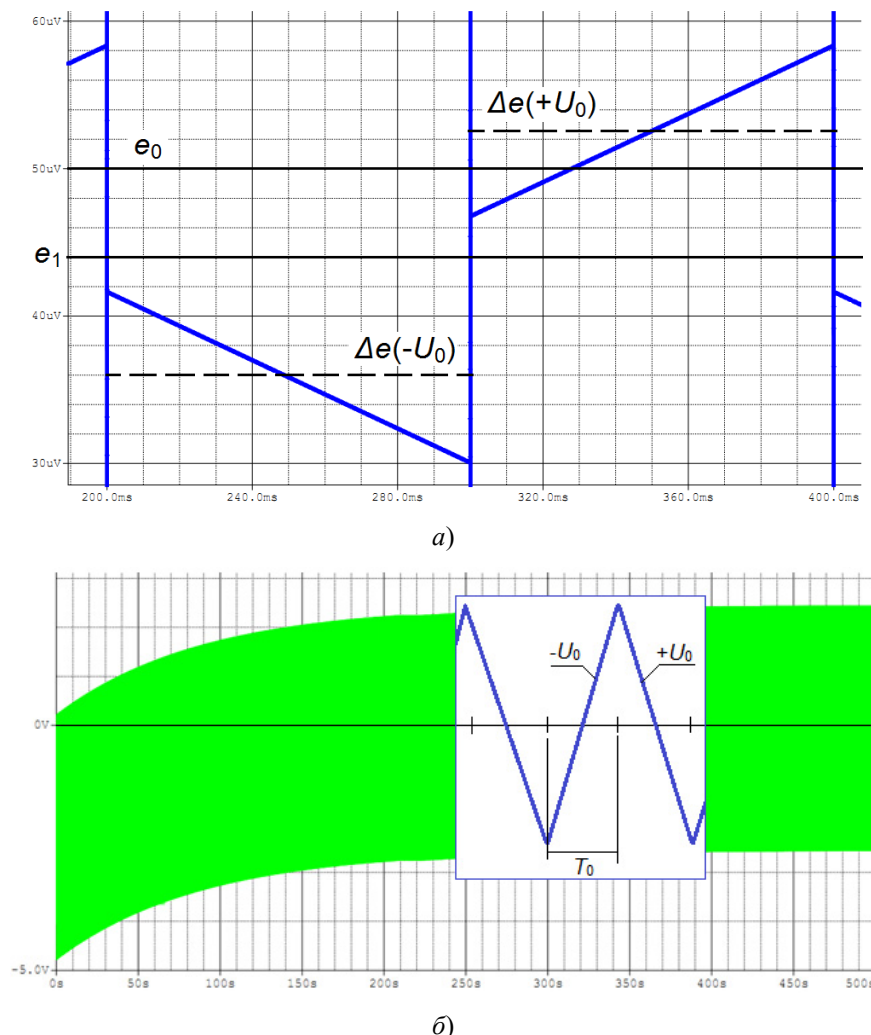 60uV
Δe(+U₀)
e₀
50uV
e₁
40uV
Δe(-U₀)
30uV
200.0ms 240.0ms 280.0ms 320.0ms 360.0ms 400.0ms
а)
-U₀ +U₀
0V
T₀
-5.0V
0s 50s 100s 150s 200s 250s 300s 350s 400s 450s 500s
б)